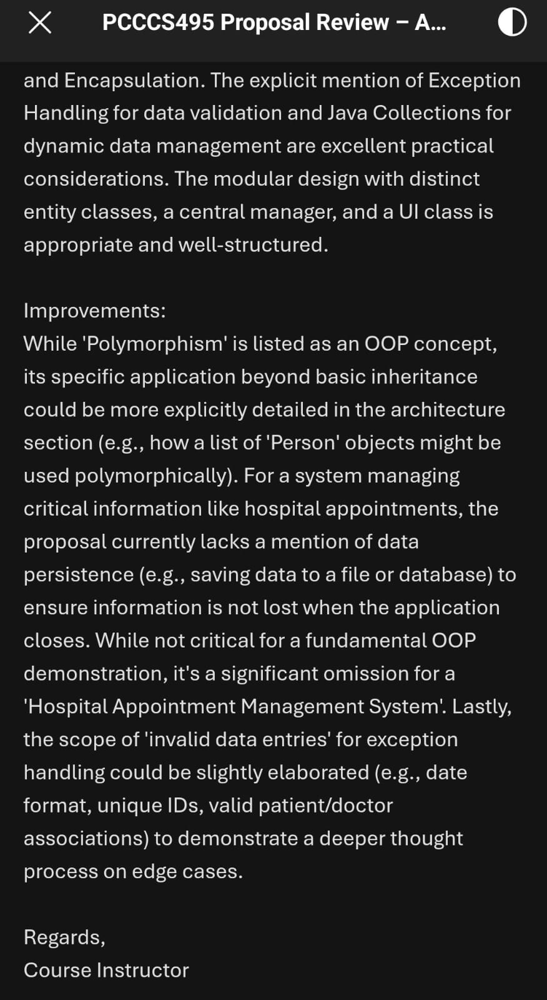 PCCCS495 Proposal Review – A...
and Encapsulation. The explicit mention of Exception
Handling for data validation and Java Collections for
dynamic data management are excellent practical
considerations. The modular design with distinct
entity classes, a central manager, and a UI class is
appropriate and well-structured.
Improvements:
While 'Polymorphism' is listed as an OOP concept,
its specific application beyond basic inheritance
could be more explicitly detailed in the architecture
section (e.g., how a list of 'Person' objects might be
used polymorphically). For a system managing
critical information like hospital appointments, the
proposal currently lacks a mention of data
persistence (e.g., saving data to a file or database) to
ensure information is not lost when the application
closes. While not critical for a fundamental OOP
demonstration, it's a significant omission for a
'Hospital Appointment Management System'. Lastly,
the scope of 'invalid data entries' for exception
handling could be slightly elaborated (e.g., date
format, unique IDs, valid patient/doctor
associations) to demonstrate a deeper thought
process on edge cases.
Regards,
Course Instructor